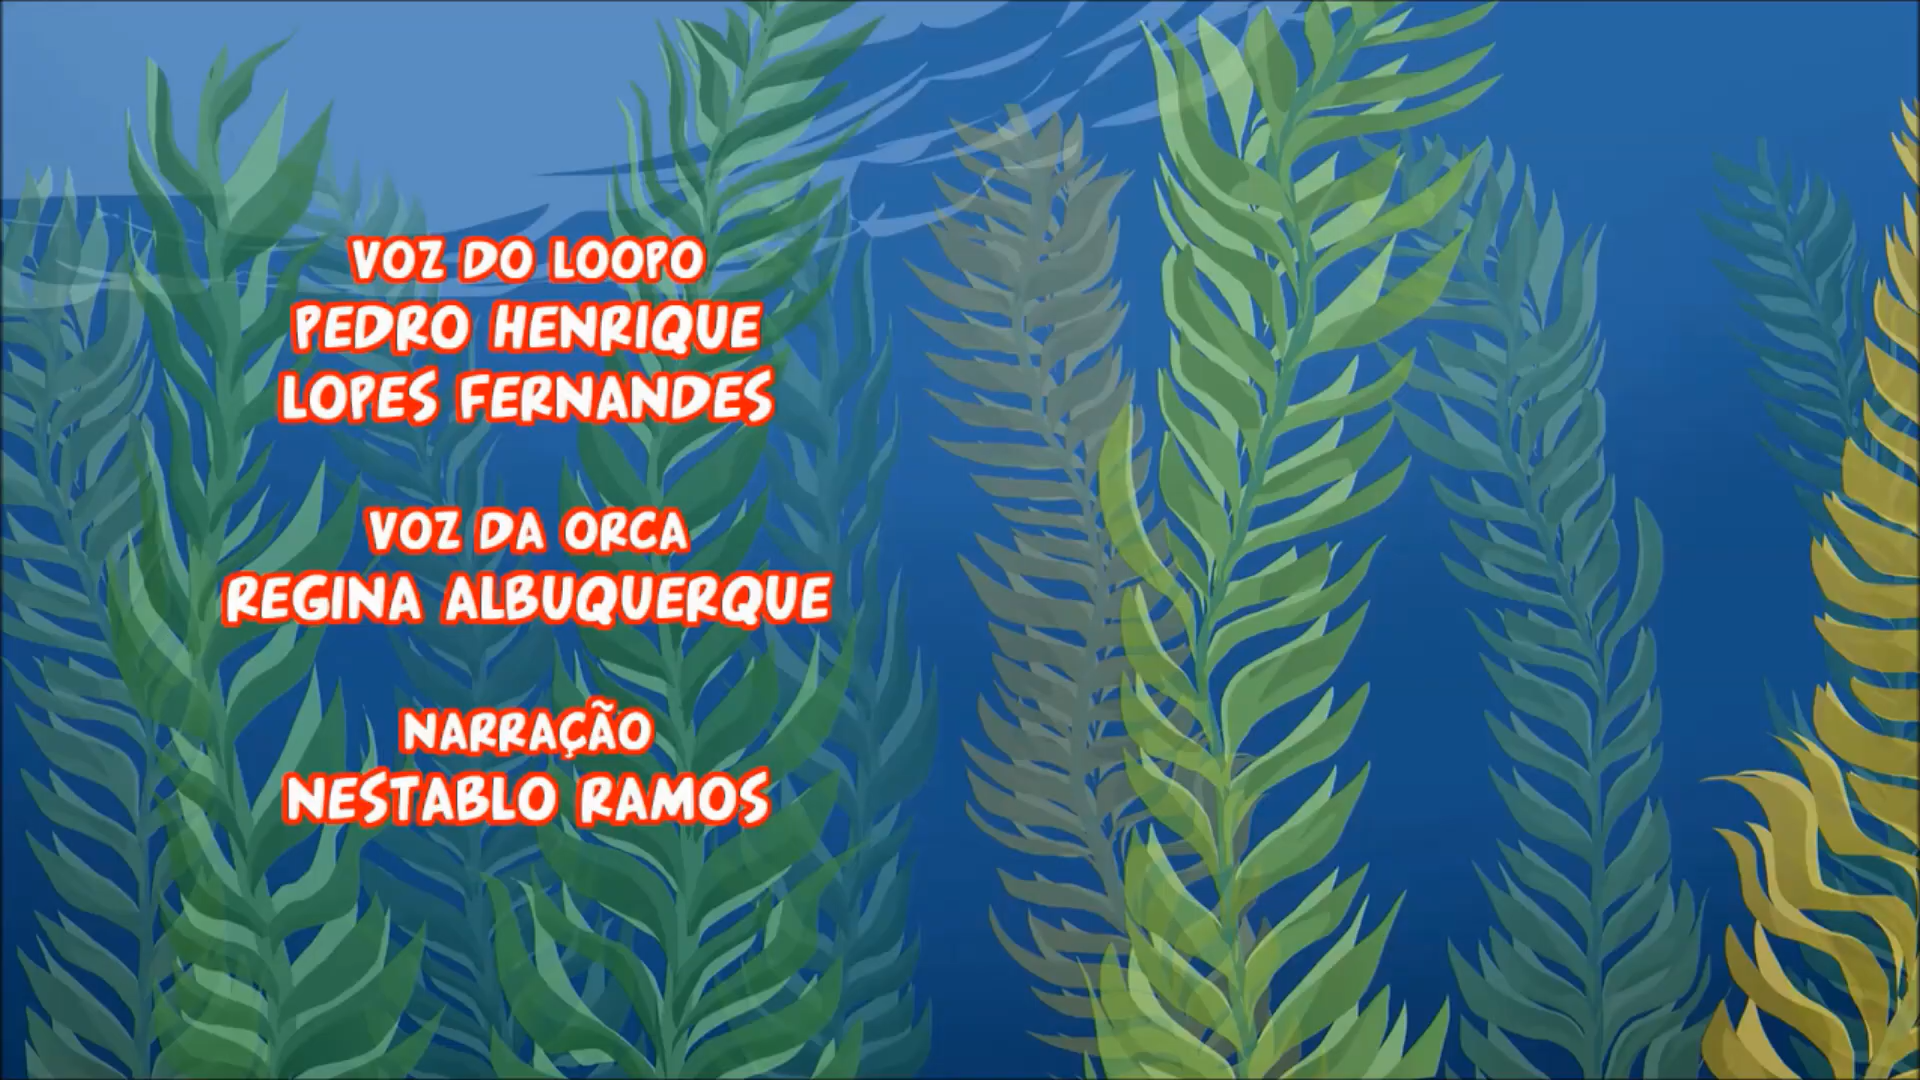 VOZ DO LOOPO
PEDRO HENRIQUE
LOPES FERNANDES
VOZ DA ORCA
REGINA ALBUQUERQUE
NARRAÇÃO
NESTABLO RAMOS